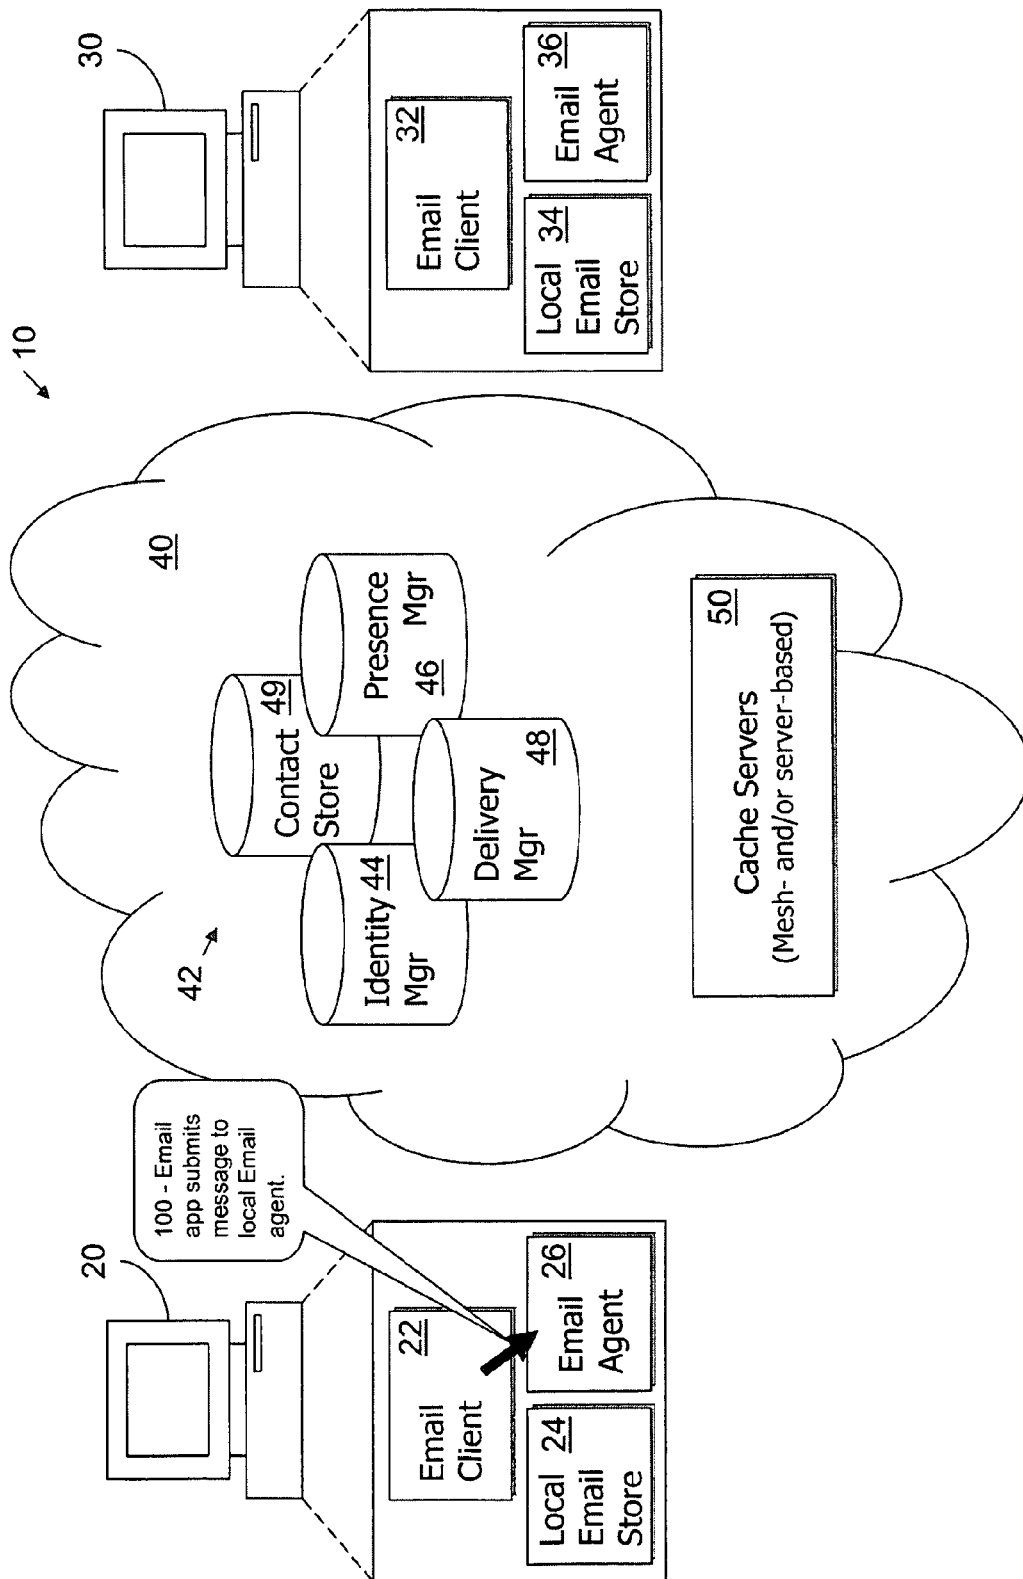 10
20
100 - Email
app submits
message to
local Email
agent.
Email
Client
22
Local
Email
Store
24
Email
Agent
26
42
40
Contact
Store
49
Identity
Mgr
44
Presence
Mgr
46
Delivery
Mgr
48
Cache Servers
(Mesh- and/or server-based)
50
30
Email
Client
32
Local
Email
Store
34
Email
Agent
36